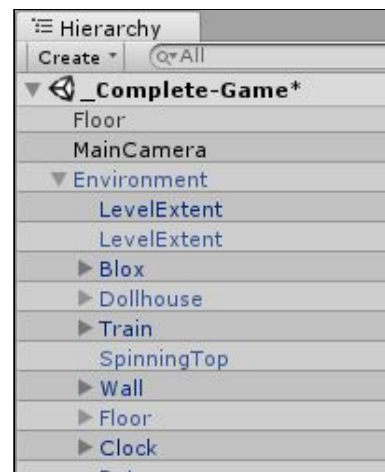 Hierarchy
Create All
_Complete-Game*
Floor
MainCamera
Environment
LevelExtent
LevelExtent
Blox
Dollhouse
Train
SpinningTop
Wall
Floor
Clock